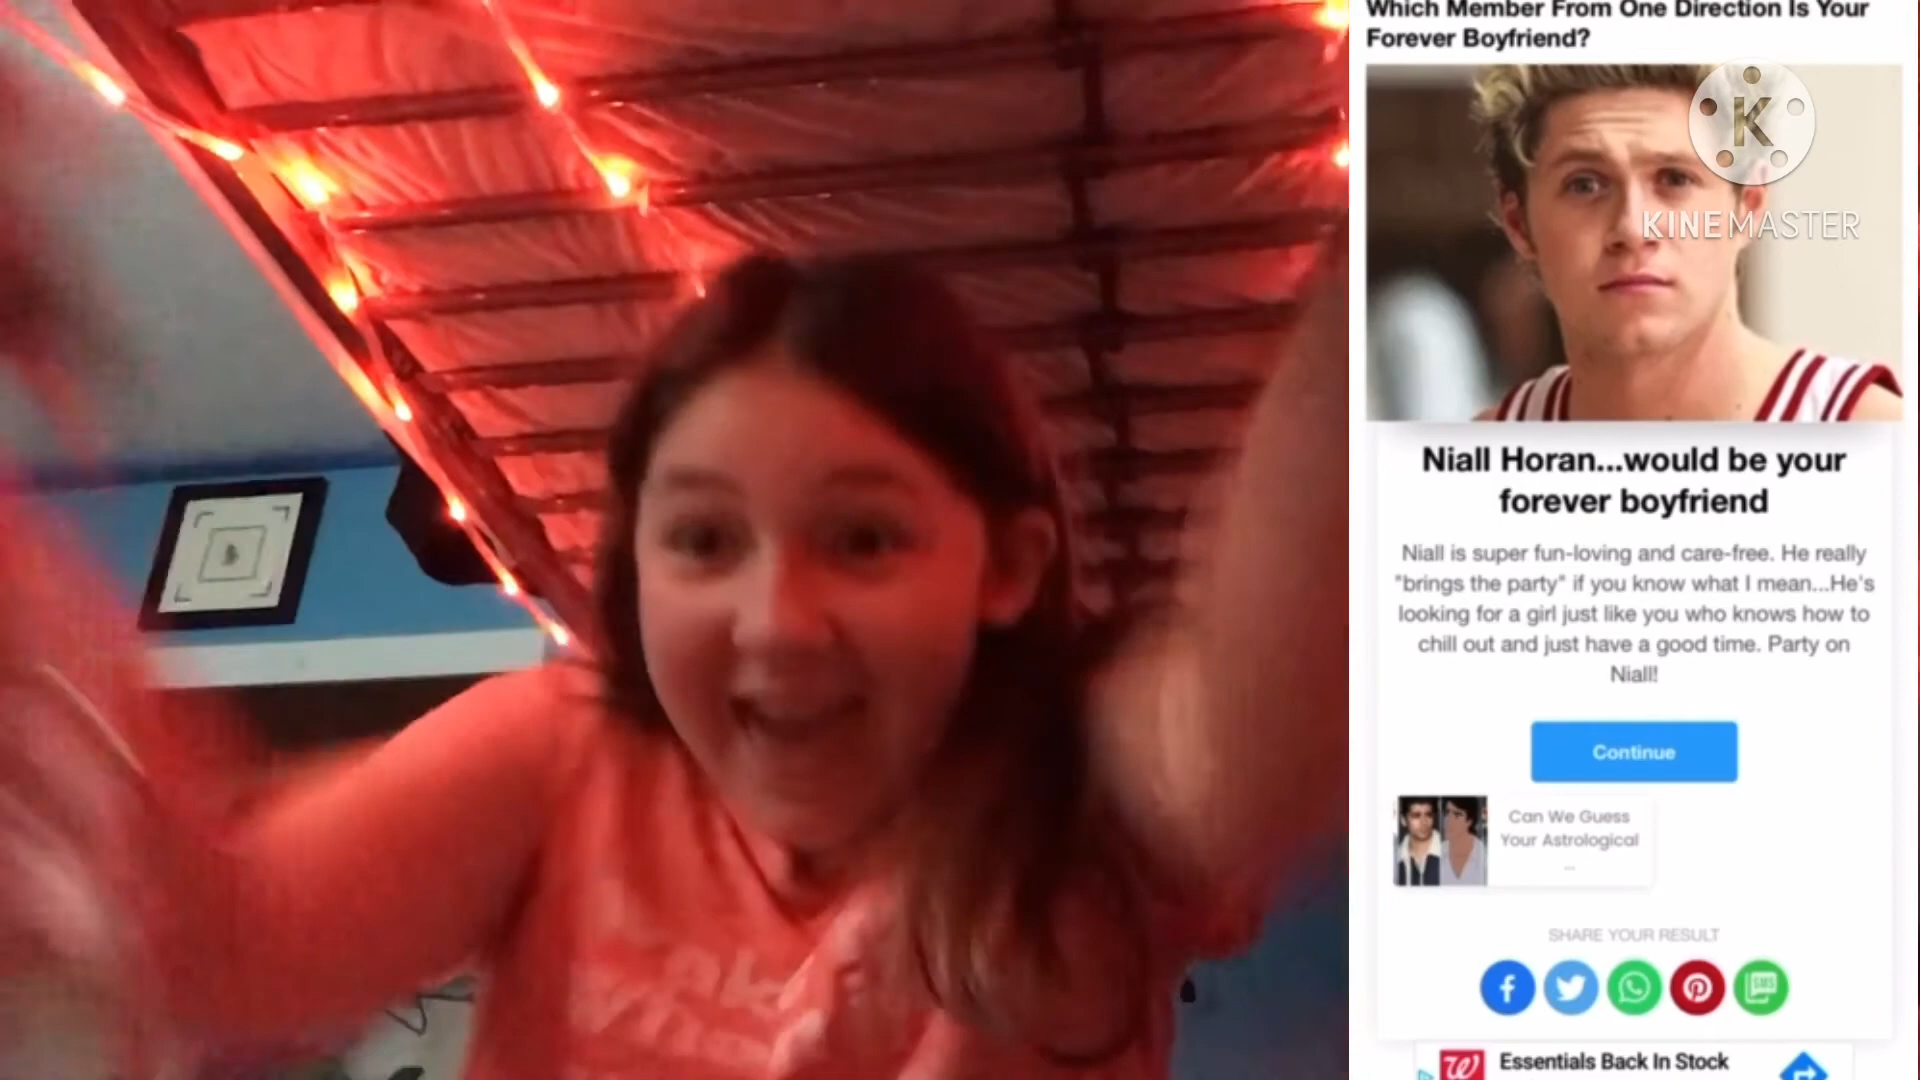 Which Member From One Direction Is Your
Forever Boyfriend?
K
KINEMASTER
Niall Horan...would be your
forever boyfriend
Niall is super fun-loving and care-free. He really
"brings the party" if you know what I mean...He's
looking for a girl just like you who knows how to
chill out and just have a good time. Party on
Niall!
Continue
Can We Guess
Your Astrological
...
SHARE YOUR RESULT
SMS
Essentials Back In Stock